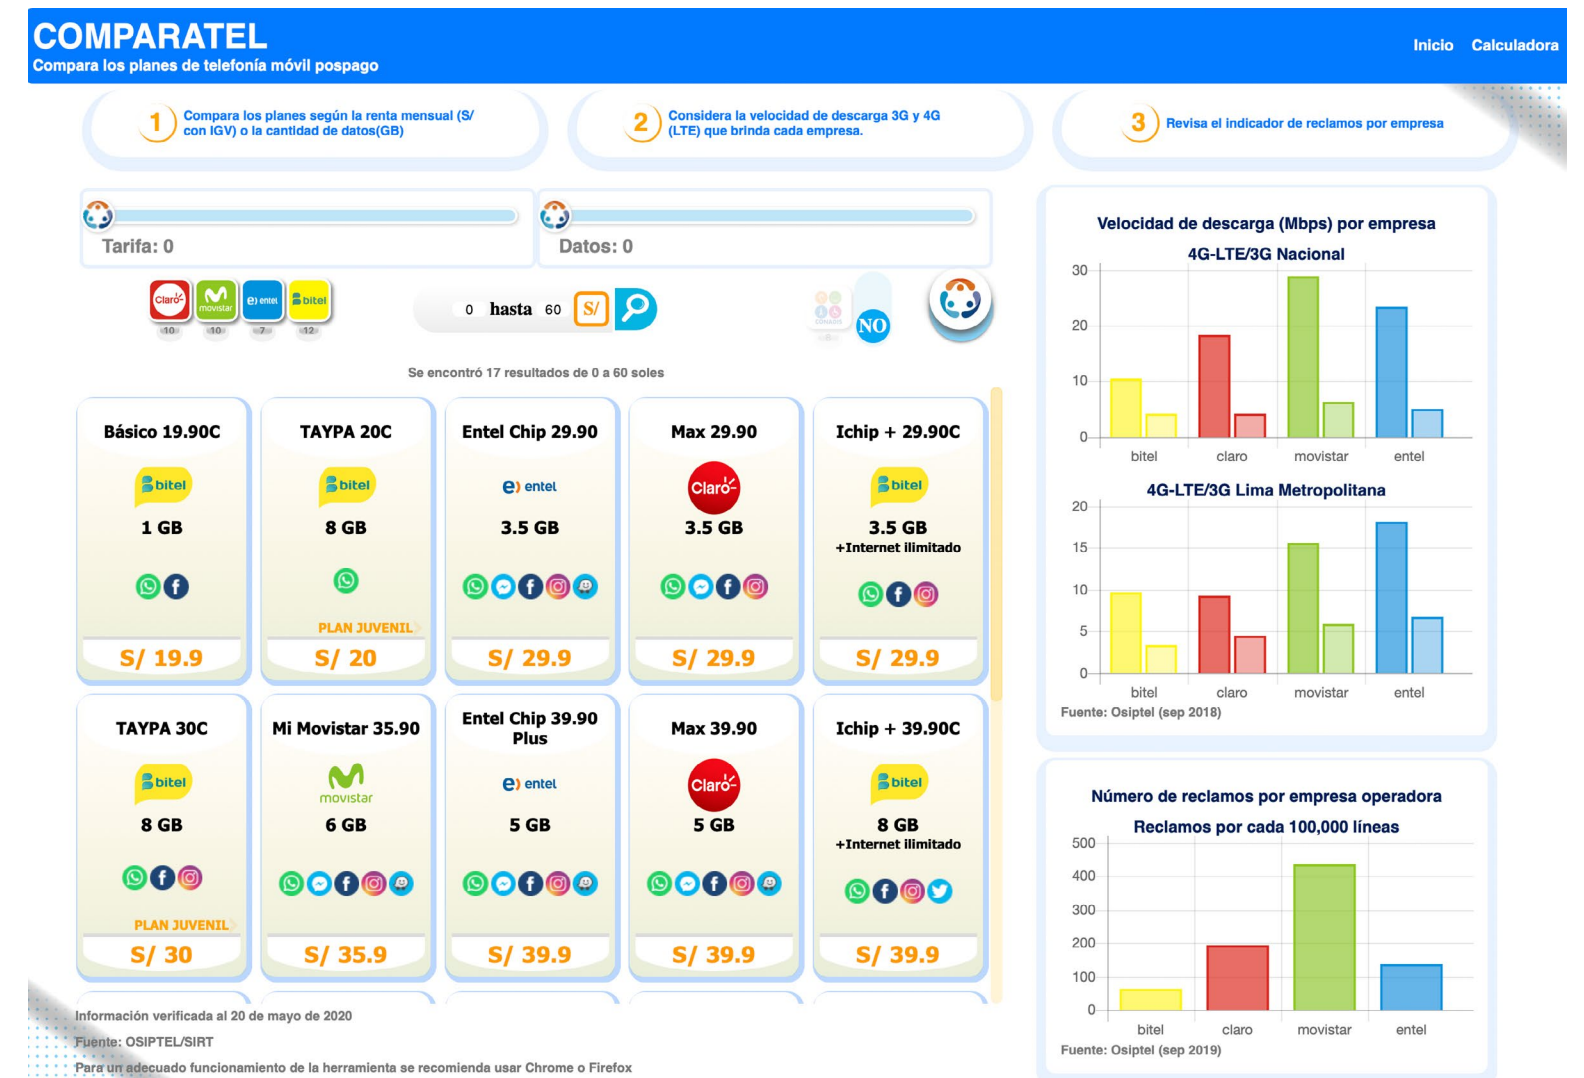 COMPARATEL
Compara los planes de telefonía móvil pospago
Inicio Calculadora
1 Compara los planes según la renta mensual (S/
con IGV) o la cantidad de datos(GB)
2 Considera la velocidad de descarga 3G y 4G
(LTE) que brinda cada empresa.
3 Revisa el indicador de reclamos por empresa
Tarifa: 0
Datos: 0
Claro movistar entel bitel
10 10 7 12
0 hasta 60 S/
NO
Se encontró 17 resultados de 0 a 60 soles
Básico 19.90C
bitel
1 GB
S/ 19.9
TAYPA 20C
bitel
8 GB
PLAN JUVENIL
S/ 20
Entel Chip 29.90
entel
3.5 GB
S/ 29.9
Max 29.90
Claro
3.5 GB
S/ 29.9
Ichip + 29.90C
bitel
3.5 GB
+Internet ilimitado
S/ 29.9
TAYPA 30C
bitel
8 GB
PLAN JUVENIL
S/ 30
Mi Movistar 35.90
movistar
6 GB
S/ 35.9
Entel Chip 39.90
Plus
entel
5 GB
S/ 39.9
Max 39.90
Claro
5 GB
S/ 39.9
Ichip + 39.90C
bitel
8 GB
+Internet ilimitado
S/ 39.9
Información verificada al 20 de mayo de 2020
Fuente: OSIPTEL/SIRT
Para un adecuado funcionamiento de la herramienta se recomienda usar Chrome o Firefox
Velocidad de descarga (Mbps) por empresa
4G-LTE/3G Nacional
30
20
10
0
bitel claro movistar entel
4G-LTE/3G Lima Metropolitana
20
15
10
5
0
bitel claro movistar entel
Fuente: Osiptel (sep 2018)
Número de reclamos por empresa operadora
Reclamos por cada 100,000 líneas
500
400
300
200
100
0
bitel claro movistar entel
Fuente: Osiptel (sep 2019)